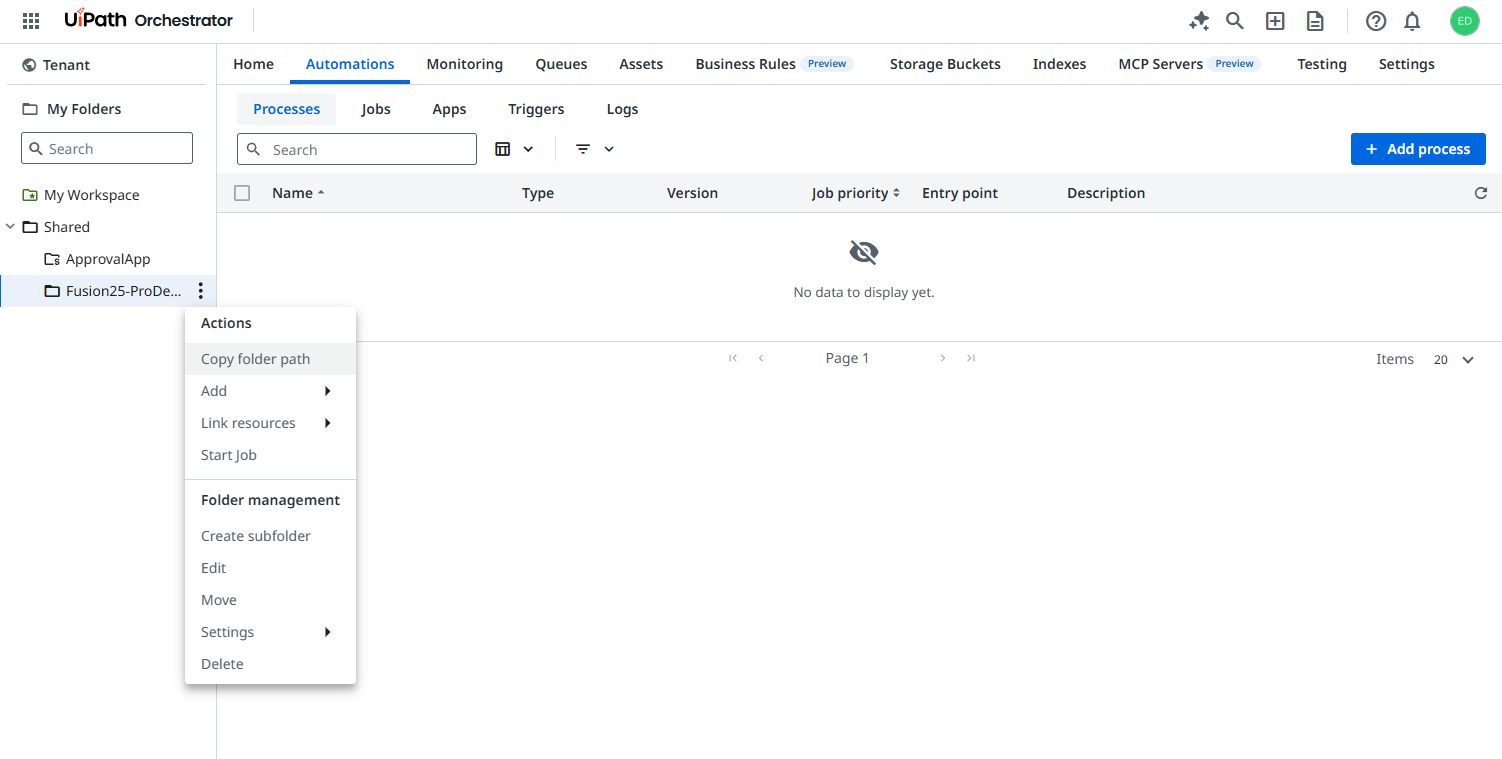 UiPath Orchestrator
ED
Tenant
My Folders
Search
My Workspace
Shared
ApprovalApp
Fusion25-ProDe...
Home
Automations
Monitoring
Queues
Assets
Business Rules Preview
Storage Buckets
Indexes
MCP Servers Preview
Testing
Settings
Processes
Jobs
Apps
Triggers
Logs
Search
+ Add process
Name
Type
Version
Job priority
Entry point
Description
No data to display yet.
Page 1
Items 20
Actions
Copy folder path
Add
Link resources
Start Job
Folder management
Create subfolder
Edit
Move
Settings
Delete